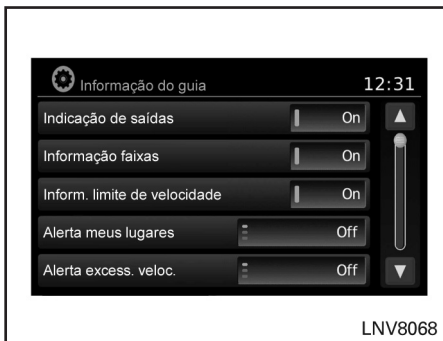 Informação do guia 12:31
Indicação de saídas On
Informação faixas On
Inform. limite de velocidade On
Alerta meus lugares Off
Alerta excess. veloc. Off
LNV8068